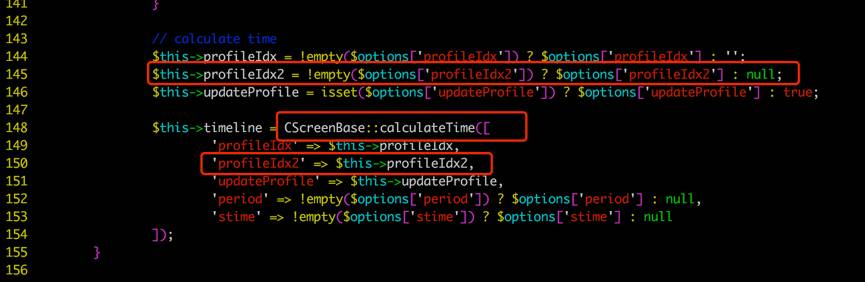 141 }
142
143 // calculate time
144 $this->profileIdx = !empty($options['profileIdx']) ? $options['profileIdx'] : '';
145 $this->profileIdx2 = !empty($options['profileIdx2']) ? $options['profileIdx2'] : null;
146 $this->updateProfile = isset($options['updateProfile']) ? $options['updateProfile'] : true;
147
148 $this->timeline = CScreenBase::calculateTime([
149 'profileIdx' => $this->profileIdx,
150 'profileIdx2' => $this->profileIdx2,
151 'updateProfile' => $this->updateProfile,
152 'period' => !empty($options['period']) ? $options['period'] : null,
153 'stime' => !empty($options['stime']) ? $options['stime'] : null
154 ]);
155 }
156